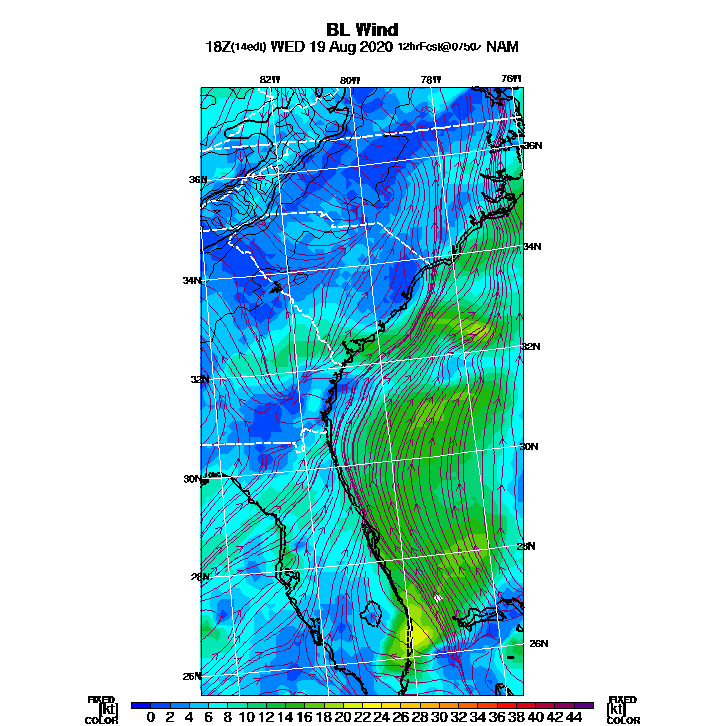 BL Wind
18Z(14edt) WED 19 Aug 2020 12hrFcst@0750z NAM
82W 80W 78W 76W
36N
36N
34N
34N
32N
32N
30N
30N
28N
28N
26N
26N
FIXED FIXED
[kt] 0 2 4 6 8 10 12 14 16 18 20 22 24 26 28 30 32 34 36 38 40 42 44 [kt]
COLOR COLOR